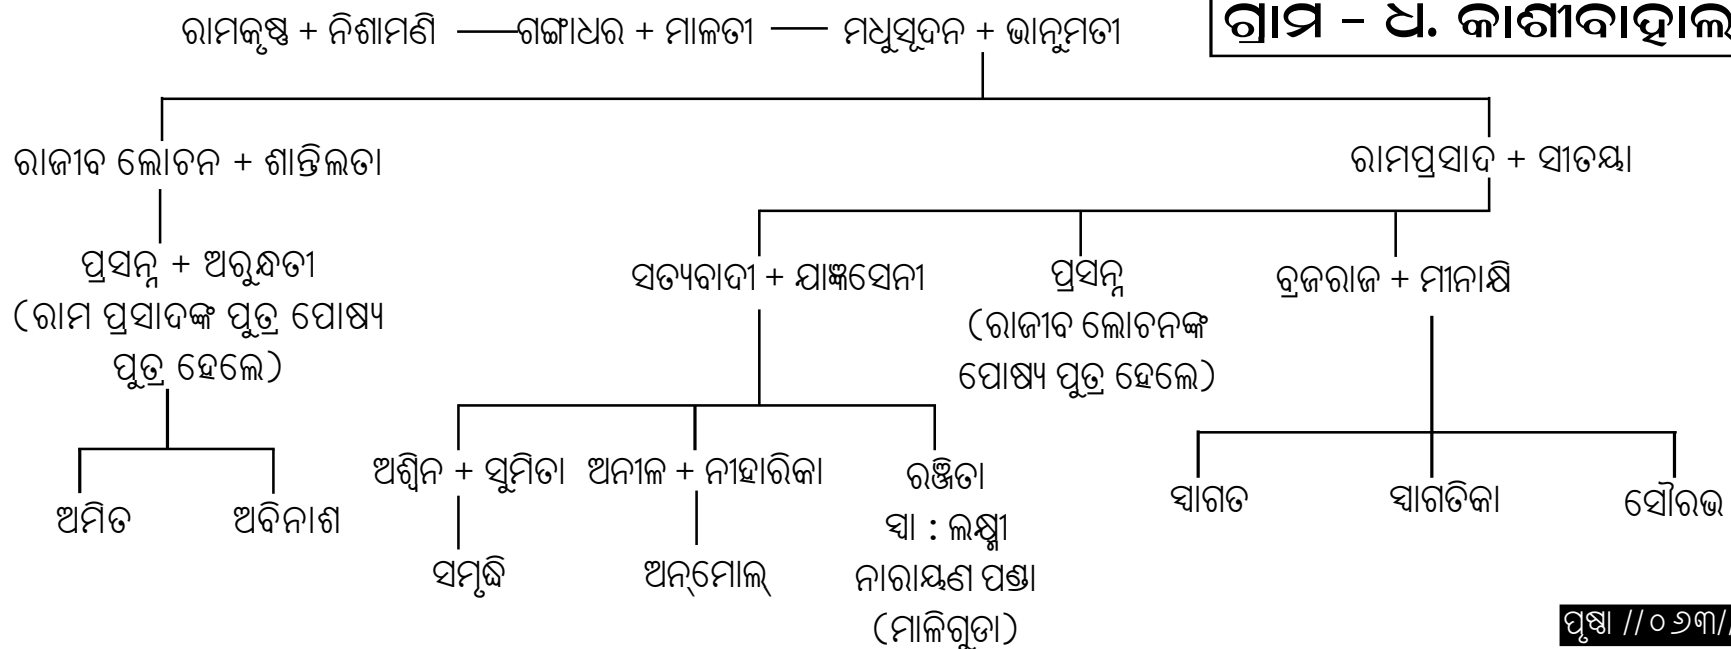 ରାମକୃଷ୍ଣ + ନିଶାମଣି — ଗଙ୍ଗାଧର + ମାଳତୀ — ମଧୁସୂଦନ + ଭାନୁମତୀ
ଗ୍ରାମ - ଧ. କାଶୀବାହାଲ
ରାଜୀବ ଲୋଚନ + ଶାନ୍ତିଲତା
ରାମପ୍ରସାଦ + ସୀତୟା
ପ୍ରସନ୍ନ + ଅରୁନ୍ଧତୀ
(ରାମ ପ୍ରସାଦଙ୍କ ପୁତ୍ର ପୋଷ୍ୟ
ପୁତ୍ର ହେଲେ)
ସତ୍ୟବାଦୀ + ଯାଜ୍ଞସେନୀ
ପ୍ରସନ୍ନ
(ରାଜୀବ ଲୋଚନଙ୍କ
ପୋଷ୍ୟ ପୁତ୍ର ହେଲେ)
ବ୍ରଜରାଜ + ମୀନାକ୍ଷି
ଅମିତ
ଅବିନାଶ
ଅଶ୍ୱିନ + ସୁମିତା
ଅନୀଳ + ନୀହାରିକା
ରଞ୍ଜିତା
ସ୍ୱା : ଲକ୍ଷ୍ମୀ
ନାରାୟଣ ପଣ୍ଡା
(ମାଳିଗୁଡା)
ସ୍ୱାଗତ
ସ୍ୱାଗତିକା
ସୌରଭ
ସମୃଦ୍ଧି
ଅନ୍‌ମୋଲ୍
ପୃଷ୍ଠା //୦୬୩//